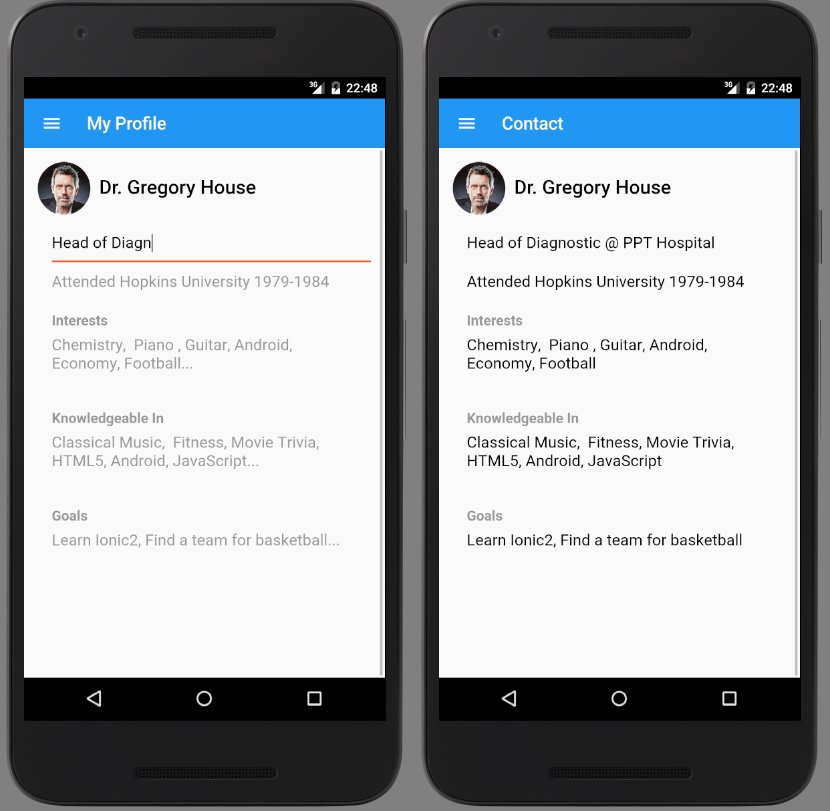 3G 22:48
My Profile
Dr. Gregory House
Head of Diagn
Attended Hopkins University 1979-1984
Interests
Chemistry,  Piano , Guitar, Android,
Economy, Football...
Knowledgeable In
Classical Music,  Fitness, Movie Trivia,
HTML5, Android, JavaScript...
Goals
Learn Ionic2, Find a team for basketball...
3G 22:48
Contact
Dr. Gregory House
Head of Diagnostic @ PPT Hospital
Attended Hopkins University 1979-1984
Interests
Chemistry,  Piano , Guitar, Android,
Economy, Football
Knowledgeable In
Classical Music,  Fitness, Movie Trivia,
HTML5, Android, JavaScript
Goals
Learn Ionic2, Find a team for basketball